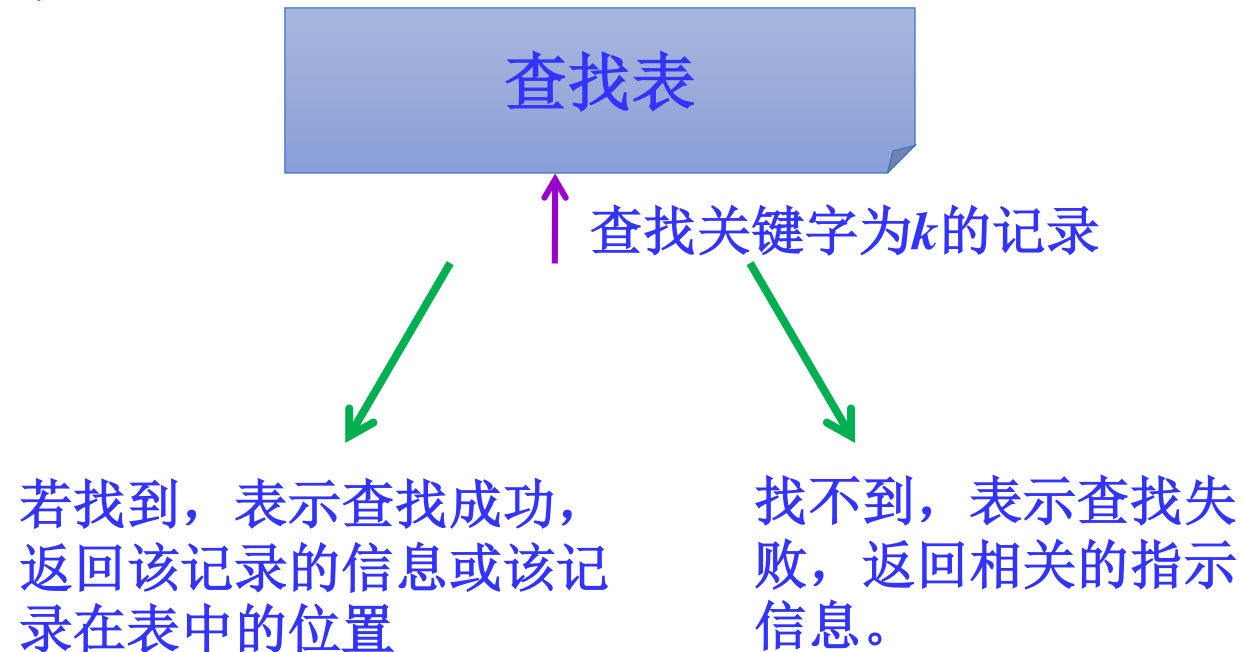 查找表
查找关键字为k的记录
若找到，表示查找成功，
返回该记录的信息或该记
录在表中的位置
找不到，表示查找失
败，返回相关的指示
信息。